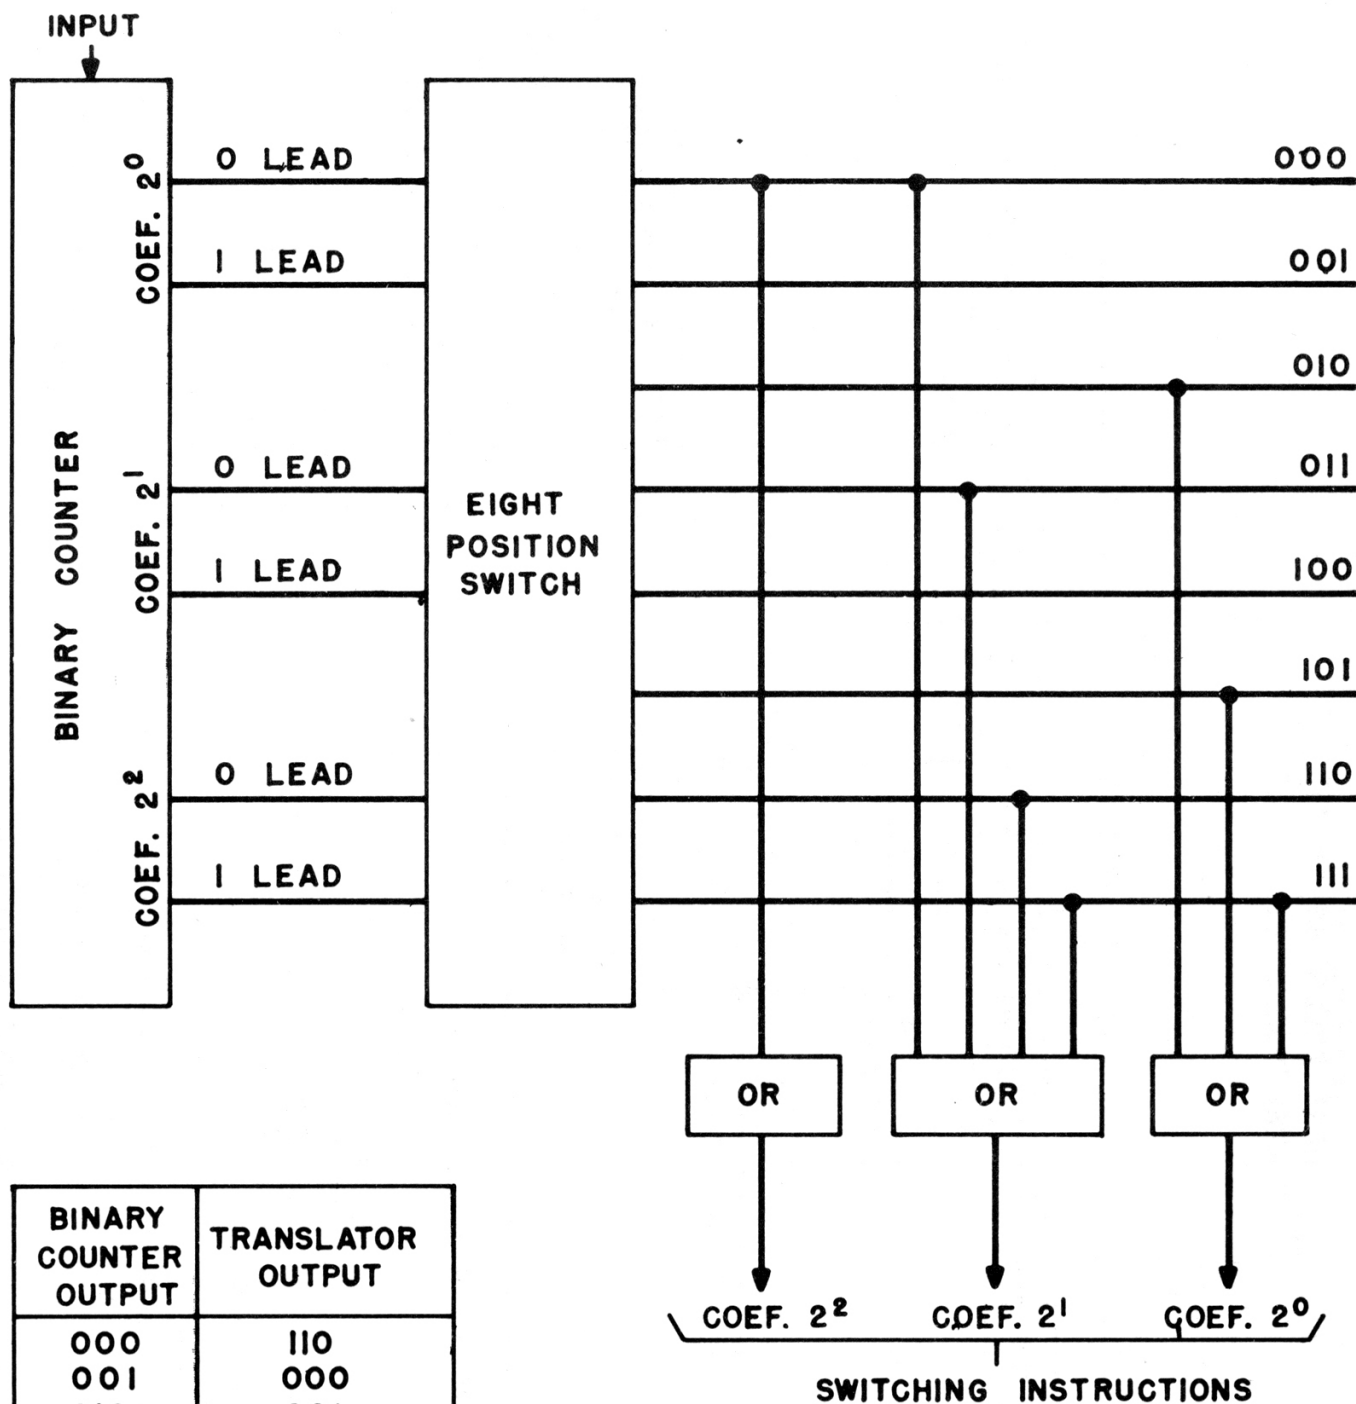 INPUT
BINARY COUNTER
COEF. 2⁰
0 LEAD
1 LEAD
COEF. 2¹
0 LEAD
1 LEAD
COEF. 2²
0 LEAD
1 LEAD
EIGHT
POSITION
SWITCH
000
001
010
011
100
101
110
111
OR
OR
OR
COEF. 2²
COEF. 2¹
COEF. 2⁰
SWITCHING INSTRUCTIONS
BINARY
COUNTER
OUTPUT
TRANSLATOR
OUTPUT
000 110
001 000